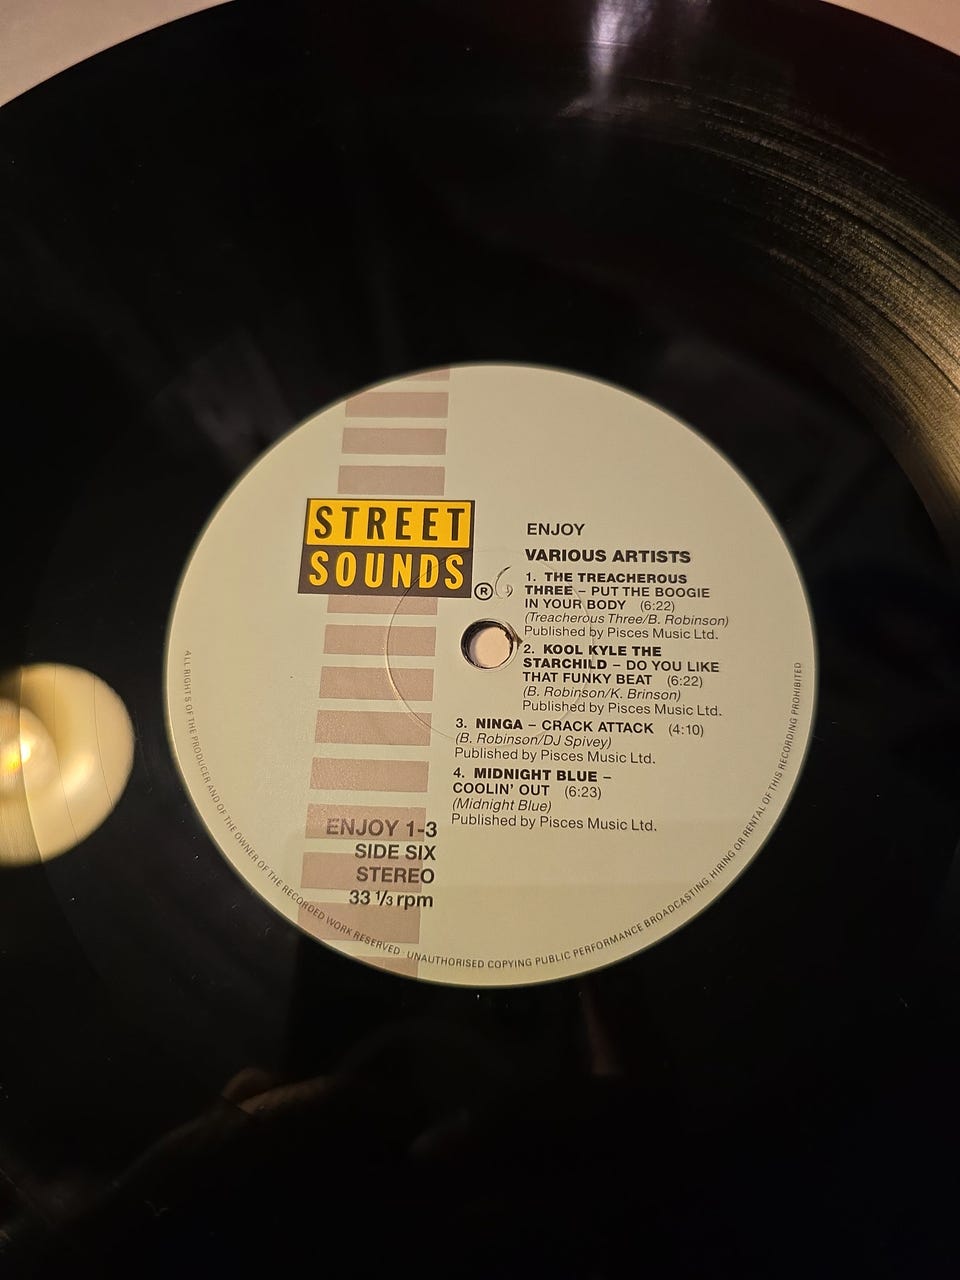 STREET
SOUNDS
®
6
ENJOY
VARIOUS ARTISTS
1. THE TREACHEROUS
THREE – PUT THE BOOGIE
IN YOUR BODY (6:22)
(Treacherous Three/B. Robinson)
Published by Pisces Music Ltd.
2. KOOL KYLE THE
STARCHILD – DO YOU LIKE
THAT FUNKY BEAT (6:22)
(B. Robinson/K. Brinson)
Published by Pisces Music Ltd.
3. NINGA – CRACK ATTACK (4:10)
(B. Robinson/DJ Spivey)
Published by Pisces Music Ltd.
4. MIDNIGHT BLUE –
COOLIN' OUT (6:23)
(Midnight Blue)
Published by Pisces Music Ltd.
ENJOY 1-3
SIDE SIX
STEREO
33 1/3 rpm
ALL RIGHTS OF THE PRODUCER AND OF THE OWNER OF THE RECORDED WORK RESERVED. UNAUTHORISED COPYING PUBLIC PERFORMANCE BROADCASTING, HIRING OR RENTAL OF THIS RECORDING PROHIBITED